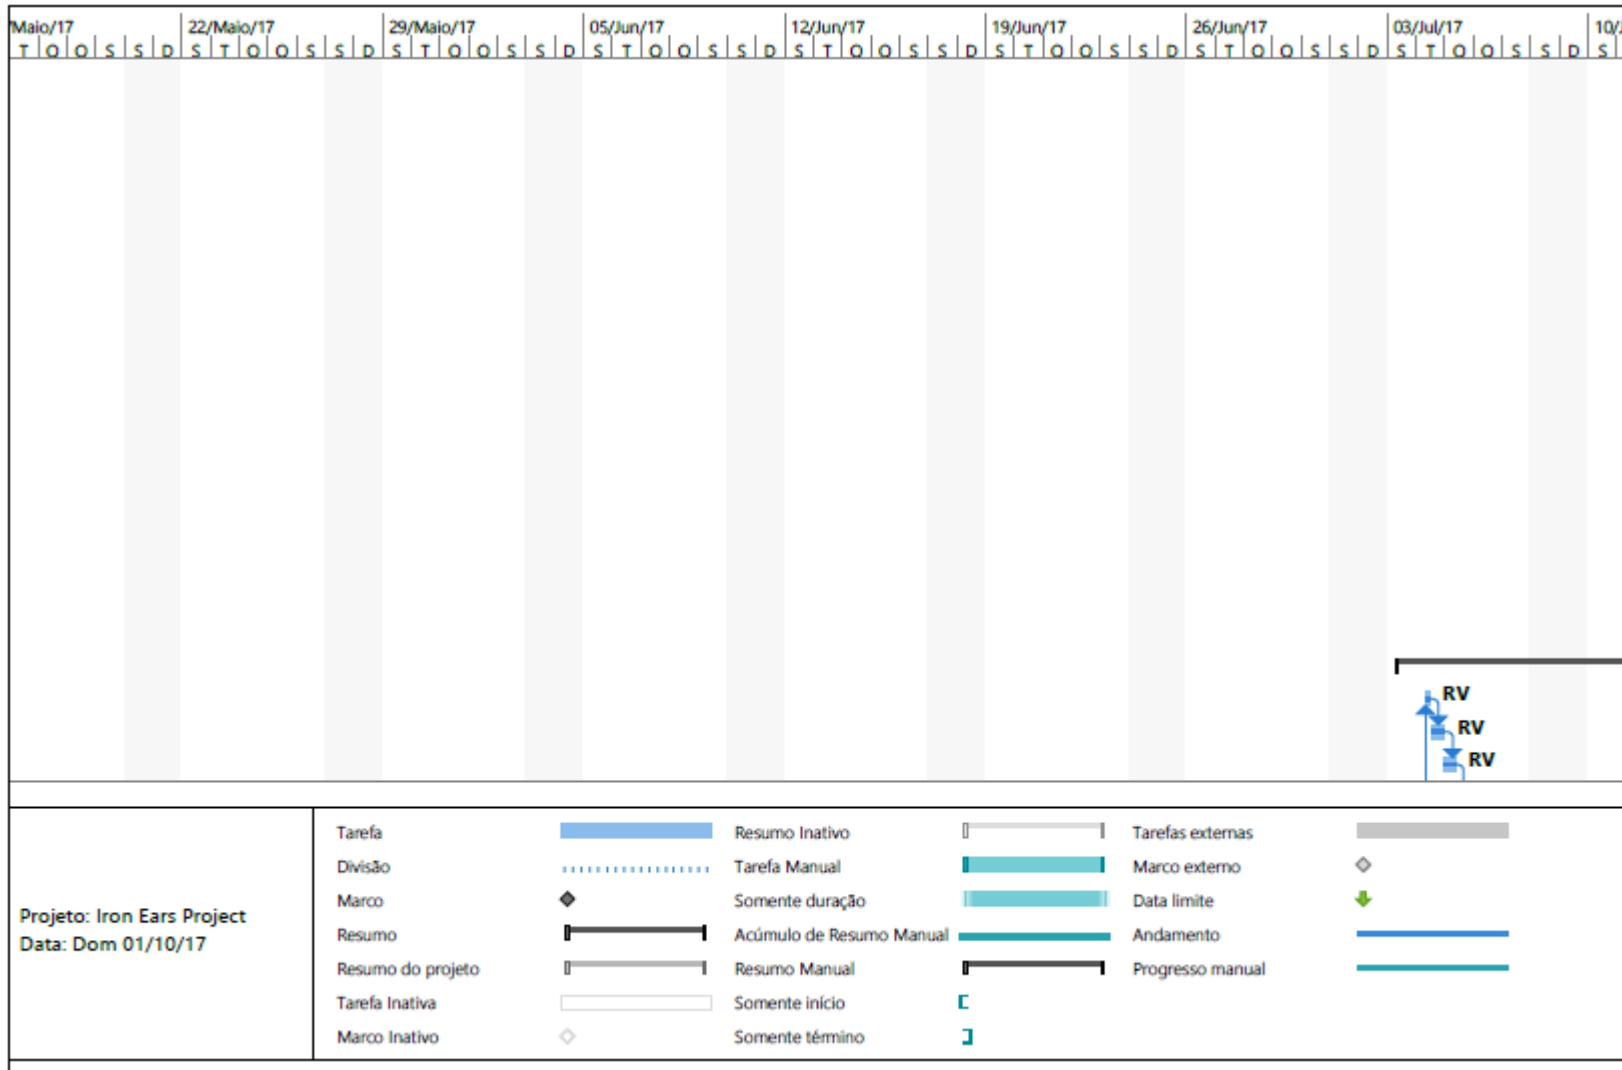 Maio/17 22/Maio/17 29/Maio/17 05/Jun/17 12/Jun/17 19/Jun/17 26/Jun/17 03/Jul/17 10/J
T Q Q S S D S T Q Q S S D S T Q Q S S D S T Q Q S S D S T Q Q S S D S T Q Q S S D S T Q Q S S D S T Q Q S S D S
RV
RV
RV
Projeto: Iron Ears Project
Data: Dom 01/10/17
Tarefa
Divisão
Marco
Resumo
Resumo do projeto
Tarefa Inativa
Marco Inativo
Resumo Inativo
Tarefa Manual
Somente duração
Acúmulo de Resumo Manual
Resumo Manual
Somente início
Somente término
Tarefas externas
Marco externo
Data limite
Andamento
Progresso manual